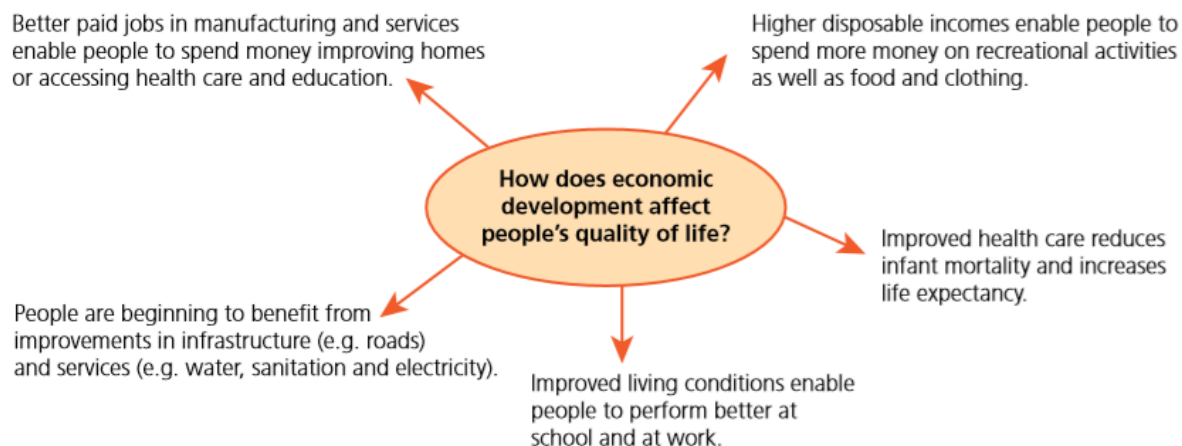 Better paid jobs in manufacturing and services
enable people to spend money improving homes
or accessing health care and education.
Higher disposable incomes enable people to
spend more money on recreational activities
as well as food and clothing.
How does economic
development affect
people's quality of life?
Improved health care reduces
infant mortality and increases
life expectancy.
People are beginning to benefit from
improvements in infrastructure (e.g. roads)
and services (e.g. water, sanitation and electricity).
Improved living conditions enable
people to perform better at
school and at work.